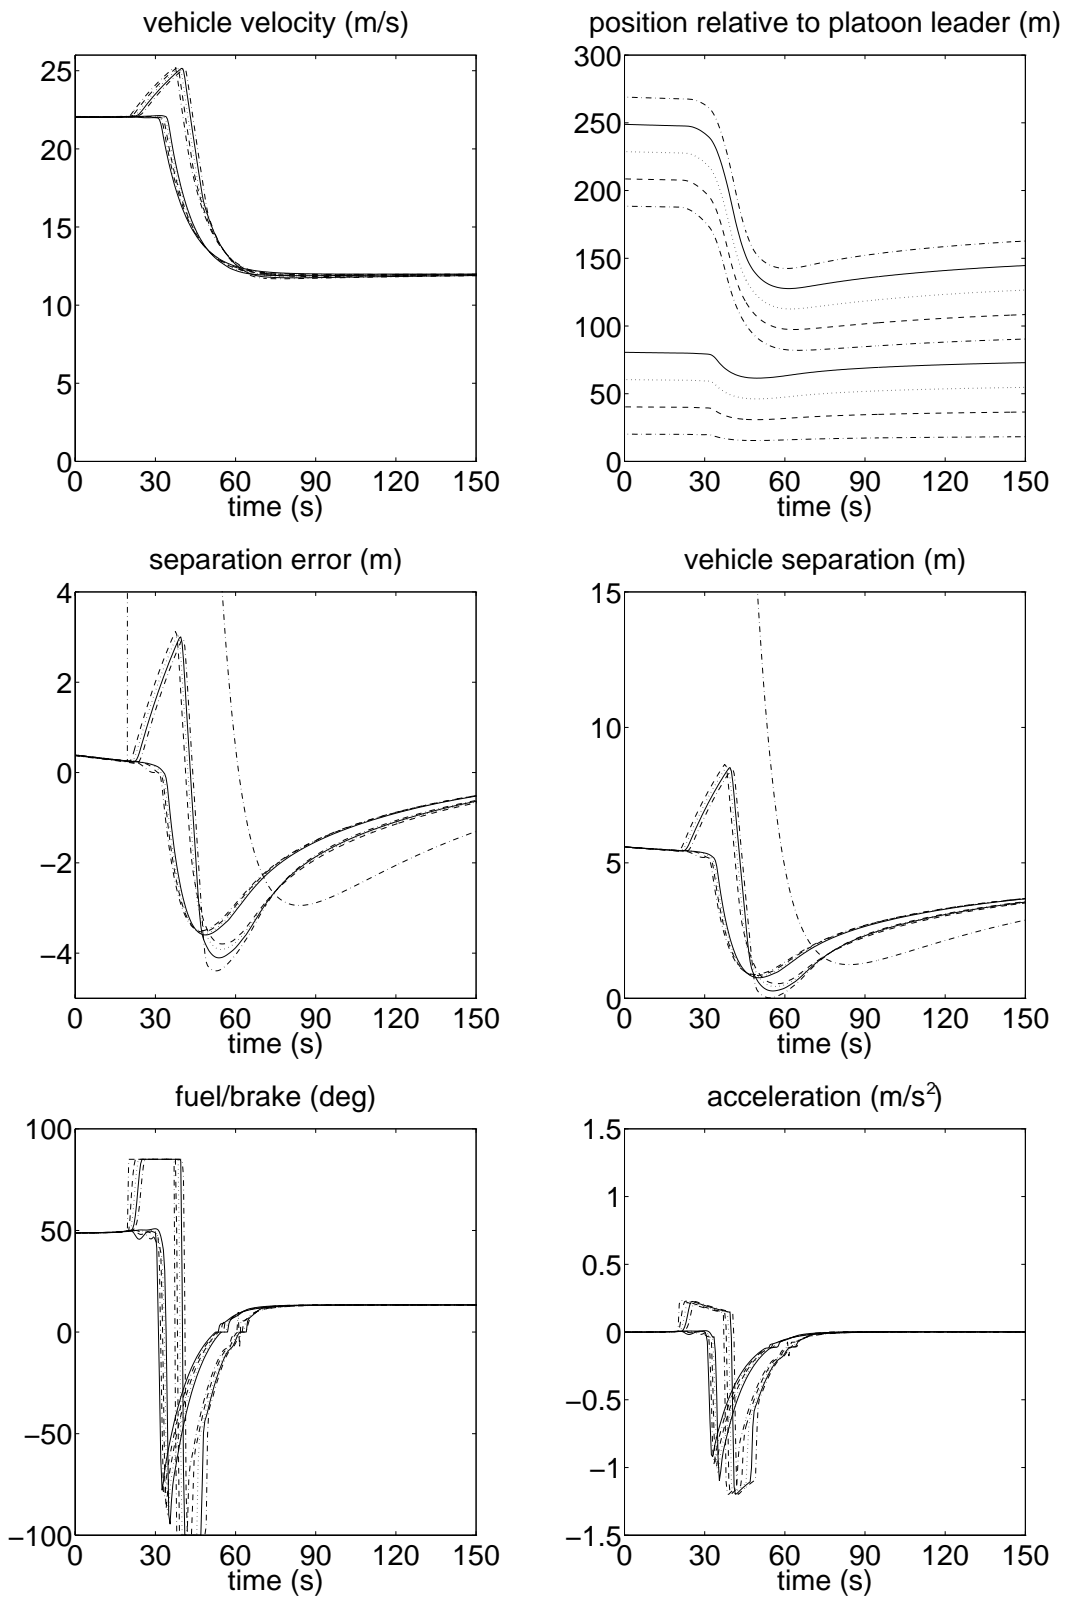 vehicle velocity (m/s)
25
20
15
10
5
0
0 30 60 90 120 150
time (s)
position relative to platoon leader (m)
300
250
200
150
100
50
0
0 30 60 90 120 150
time (s)
separation error (m)
4
2
0
−2
−4
0 30 60 90 120 150
time (s)
vehicle separation (m)
15
10
5
0
0 30 60 90 120 150
time (s)
fuel/brake (deg)
100
50
0
−50
−100
0 30 60 90 120 150
time (s)
acceleration (m/s²)
1.5
1
0.5
0
−0.5
−1
−1.5
0 30 60 90 120 150
time (s)